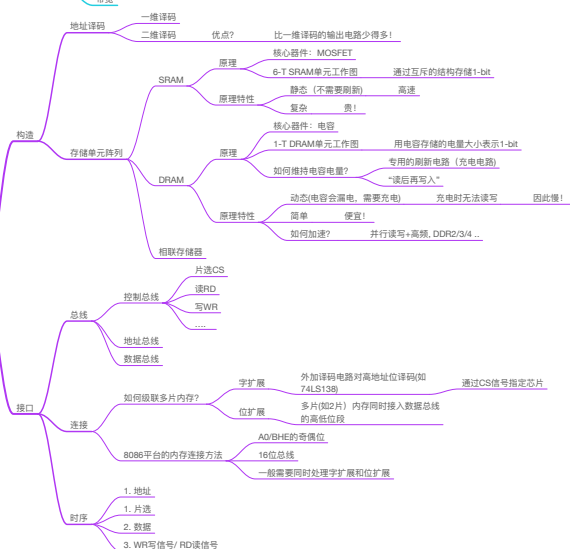 带宽
构造
地址译码
一维译码
二维译码
优点？
比一维译码的输出电路少得多！
存储单元阵列
SRAM
原理
核心器件：MOSFET
6-T SRAM单元工作图
通过互斥的结构存储1-bit
原理特性
静态（不需要刷新)
高速
复杂
贵！
DRAM
原理
核心器件：电容
1-T DRAM单元工作图
用电容存储的电量大小表示1-bit
如何维持电容电量？
专用的刷新电路（充电电路)
“读后再写入”
原理特性
动态(电容会漏电，需要充电)
充电时无法读写
因此慢！
简单
便宜！
如何加速？
并行读写+高频, DDR2/3/4 ..
相联存储器
接口
总线
控制总线
片选CS
读RD
写WR
....
地址总线
数据总线
连接
如何级联多片内存？
字扩展
外加译码电路对高地址位译码(如
74LS138)
通过CS信号指定芯片
位扩展
多片(如2片）内存同时接入数据总线
的高低位段
8086平台的内存连接方法
A0/BHE的奇偶位
16位总线
一般需要同时处理字扩展和位扩展
时序
1. 地址
1. 片选
2. 数据
3. WR写信号/ RD读信号